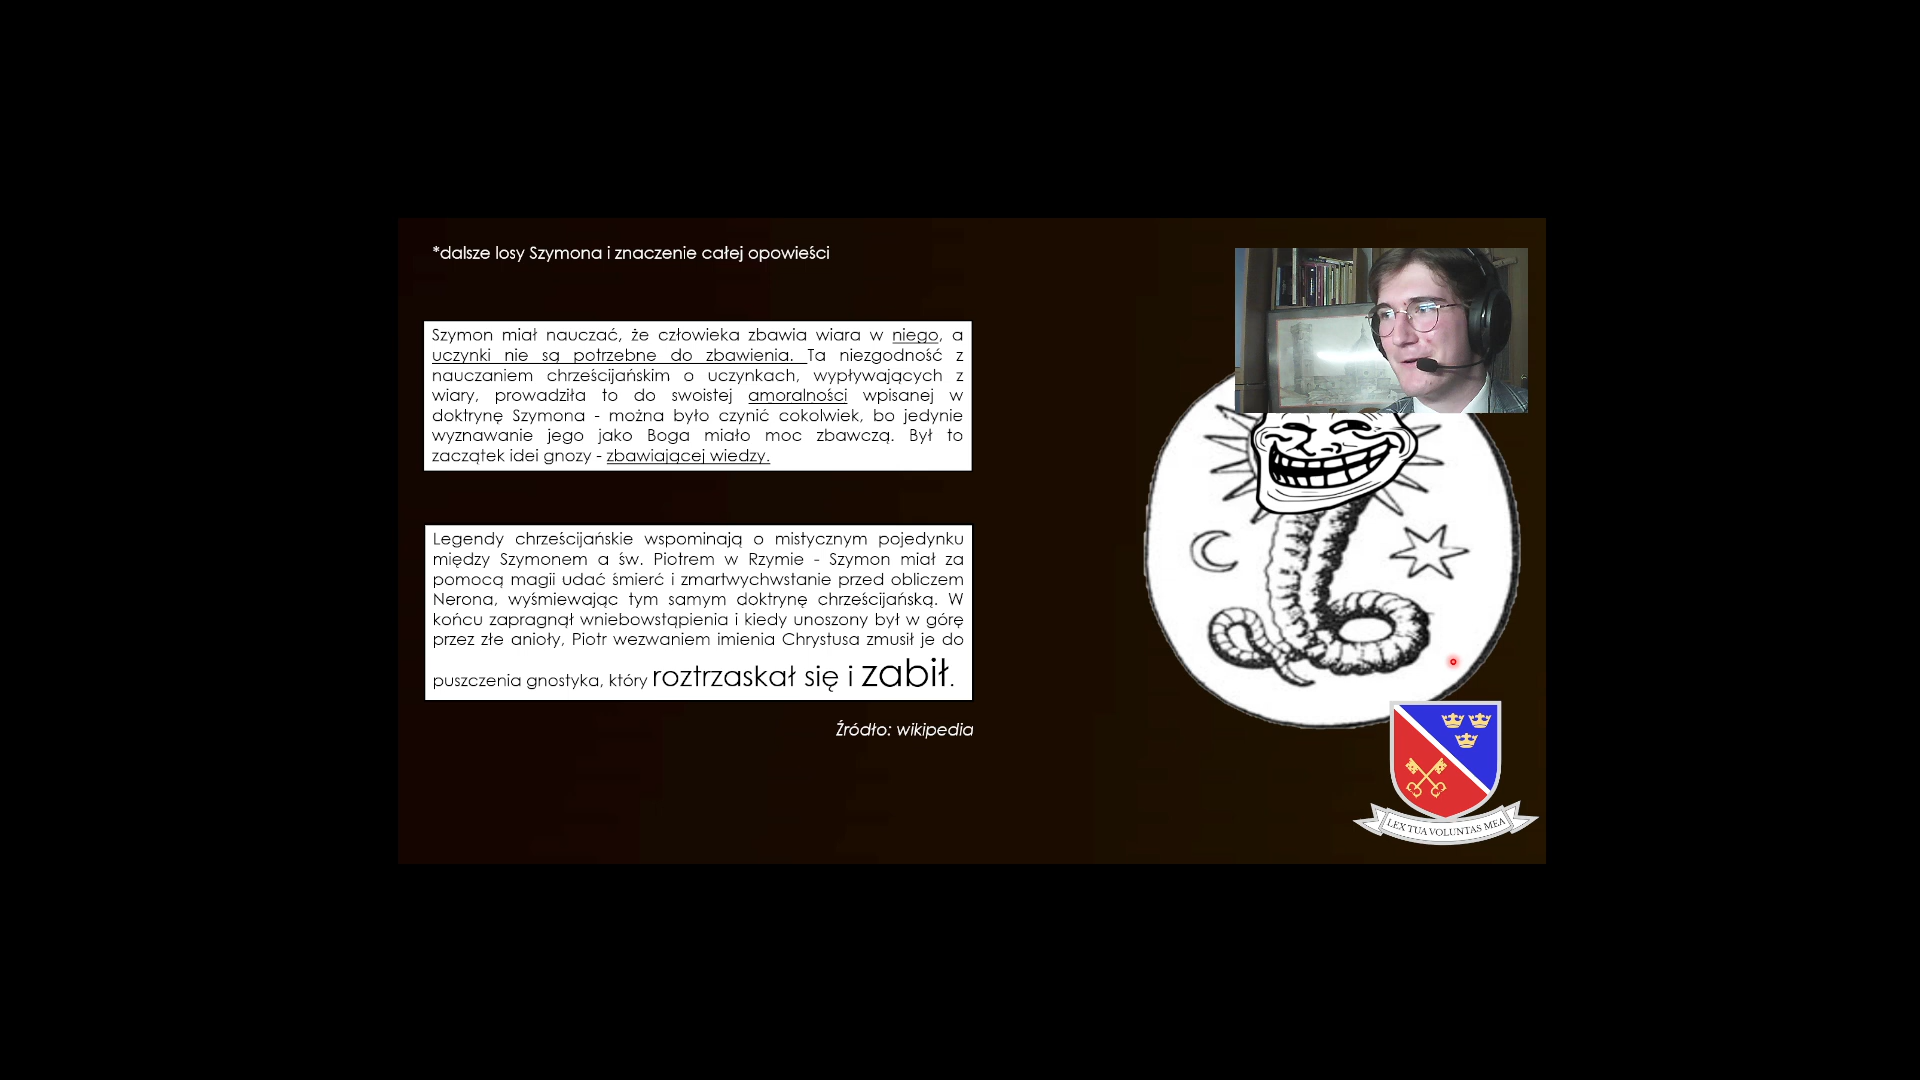 *dalsze losy Szymona i znaczenie całej opowieści
Szymon miał nauczać, że człowieka zbawia wiara w niego, a
uczynki nie są potrzebne do zbawienia. Ta niezgodność z
nauczaniem chrześcijańskim o uczynkach, wypływających z
wiary, prowadziła to do swoistej amoralności wpisanej w
doktrynę Szymona - można było czynić cokolwiek, bo jedynie
wyznawanie jego jako Boga miało moc zbawczą. Był to
zaczątek idei gnozy - zbawiającej wiedzy.
Legendy chrześcijańskie wspominają o mistycznym pojedynku
między Szymonem a św. Piotrem w Rzymie - Szymon miał za
pomocą magii udać śmierć i zmartwychwstanie przed obliczem
Nerona, wyśmiewając tym samym doktrynę chrześcijańską. W
końcu zapragnął wniebowstąpienia i kiedy unoszony był w górę
przez złe anioły, Piotr wezwaniem imienia Chrystusa zmusił je do
puszczenia gnostyka, który roztrzaskał się i zabił.
Źródło: wikipedia
LEX TUA VOLUNTAS MEA